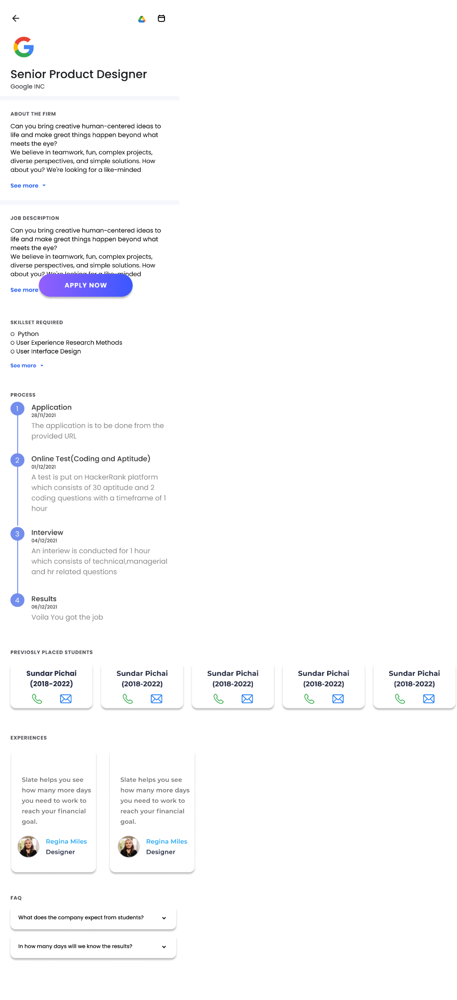 Senior Product Designer
Google INC
ABOUT THE FIRM
Can you bring creative human-centered ideas to
life and make great things happen beyond what
meets the eye?
We believe in teamwork, fun, complex projects,
diverse perspectives, and simple solutions. How
about you? We're looking for a like-minded
See more
JOB DESCRIPTION
Can you bring creative human-centered ideas to
life and make great things happen beyond what
meets the eye?
We believe in teamwork, fun, complex projects,
diverse perspectives, and simple solutions. How
about you? We're looking for a like-minded
See more
APPLY NOW
SKILLSET REQUIRED
Python
User Experience Research Methods
User Interface Design
See more
PROCESS
1 Application
28/11/2021
The application is to be done from the
provided URL
2 Online Test(Coding and Aptitude)
01/12/2021
A test is put on HackerRank platform
which consists of 30 aptitude and 2
coding questions with a timeframe of 1
hour
3 Interview
04/12/2021
An interiew is conducted for 1 hour
which consists of technical,managerial
and hr related questions
4 Results
06/12/2021
Voila You got the job
PREVIOSLY PLACED STUDENTS
Sundar Pichai
(2018-2022)
Sundar Pichai
(2018-2022)
Sundar Pichai
(2018-2022)
Sundar Pichai
(2018-2022)
Sundar Pichai
(2018-2022)
EXPERIENCES
Slate helps you see
how many more days
you need to work to
reach your financial
goal.
Regina Miles
Designer
Slate helps you see
how many more days
you need to work to
reach your financial
goal.
Regina Miles
Designer
FAQ
What does the company expect from students?
In how many days will we know the results?